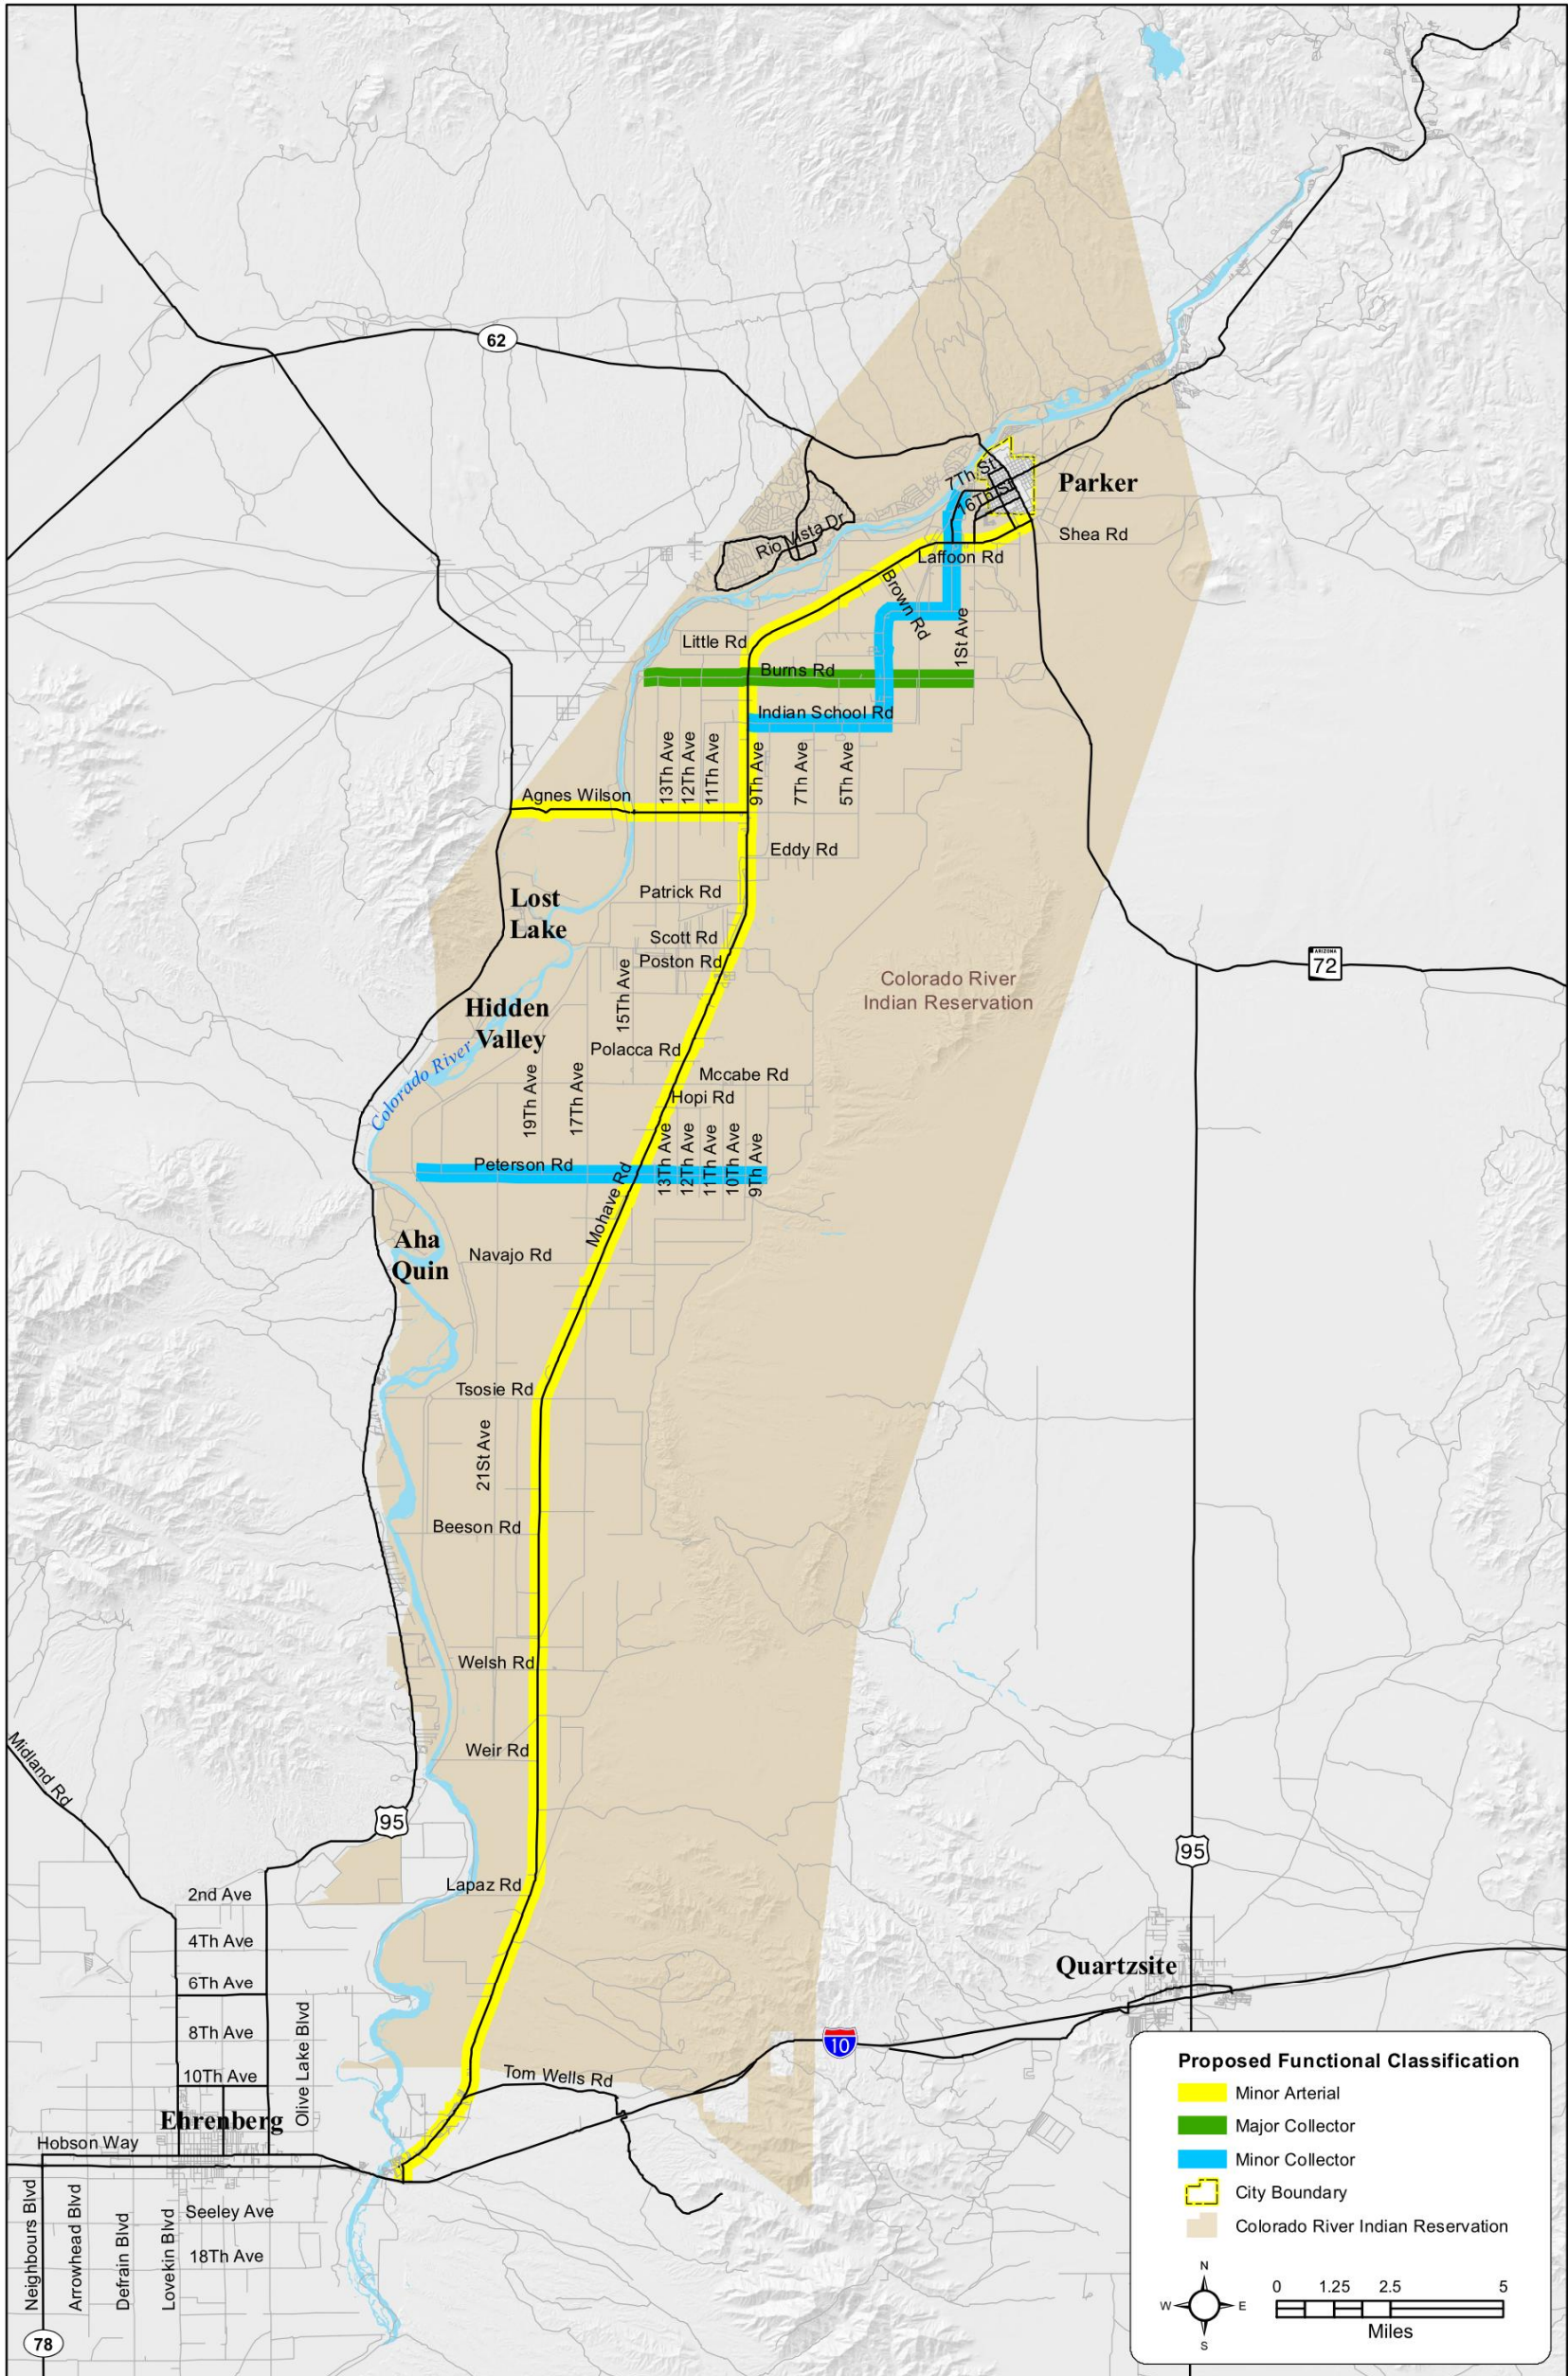 62
7Th St
Parker
16Th St
Rio Vista Dr
Shea Rd
Laffoon Rd
Brown Rd
1St Ave
Little Rd
Burns Rd
Indian School Rd
13Th Ave
12Th Ave
11Th Ave
9Th Ave
7Th Ave
5Th Ave
Agnes Wilson
Eddy Rd
Patrick Rd
Lost
Lake
Scott Rd
Poston Rd
15Th Ave
Colorado River
Indian Reservation
ARIZONA
72
Hidden
Valley
Colorado River
Polacca Rd
19Th Ave
17Th Ave
Mccabe Rd
Hopi Rd
13Th Ave
12Th Ave
11Th Ave
10Th Ave
9Th Ave
Peterson Rd
Mohave Rd
Aha
Quin
Navajo Rd
Tsosie Rd
21St Ave
Beeson Rd
Welsh Rd
Weir Rd
Midland Rd
95
95
Lapaz Rd
2nd Ave
4Th Ave
6Th Ave
Quartzsite
8Th Ave
Olive Lake Blvd
10
10Th Ave
Tom Wells Rd
Ehrenberg
Hobson Way
Neighbours Blvd
Arrowhead Blvd
Defrain Blvd
Lovekin Blvd
Seeley Ave
18Th Ave
78
Proposed Functional Classification
Minor Arterial
Major Collector
Minor Collector
City Boundary
Colorado River Indian Reservation
N
W E
S
0 1.25 2.5 5
Miles